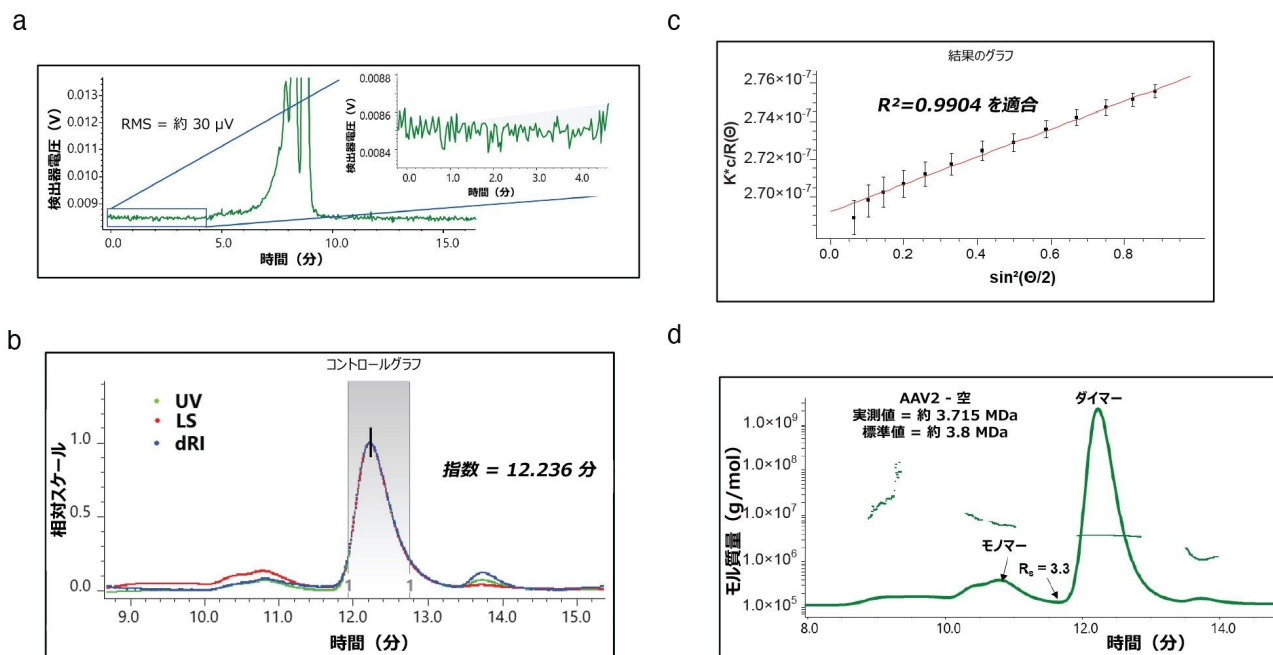 a
検出器電圧（V）
0.013
0.012
0.011
0.010
0.009
RMS = 約 30 µV
0.0
5.0
10.0
15.0
時間（分）
検出器電圧（V）
0.0088
0.0086
0.0084
0.0
1.0
2.0
3.0
4.0
時間（分）
b
コントロールグラフ
UV
LS
dRI
指数 = 12.236 分
相対スケール
1.0
0.5
0.0
1
1
9.0
10.0
11.0
12.0
13.0
14.0
15.0
時間（分）
c
結果のグラフ
R²=0.9904 を適合
K*c/R(Θ)
2.76×10⁻⁷
2.74×10⁻⁷
2.72×10⁻⁷
2.70×10⁻⁷
0.0
0.2
0.4
0.6
0.8
sin²(Θ/2)
d
AAV2 - 空
実測値 = 約 3.715 MDa
標準値 = 約 3.8 MDa
ダイマー
モノマー
Rₛ = 3.3
モル質量（g/mol）
1.0×10⁹
1.0×10⁸
1.0×10⁷
1.0×10⁶
1.0×10⁵
8.0
10.0
12.0
14.0
時間（分）